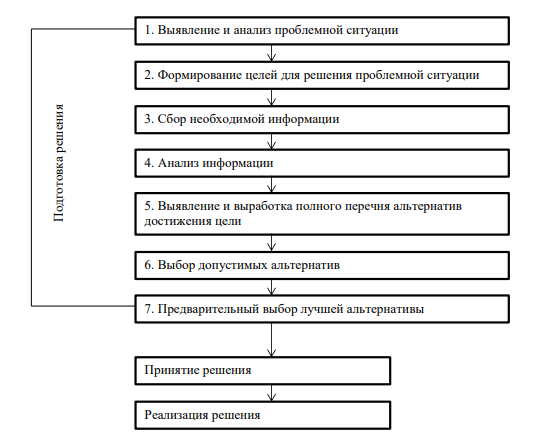 1. Выявление и анализ проблемной ситуации
2. Формирование целей для решения проблемной ситуации
3. Сбор необходимой информации
4. Анализ информации
5. Выявление и выработка полного перечня альтернатив
достижения цели
6. Выбор допустимых альтернатив
7. Предварительный выбор лучшей альтернативы
Подготовка решения
Принятие решения
Реализация решения